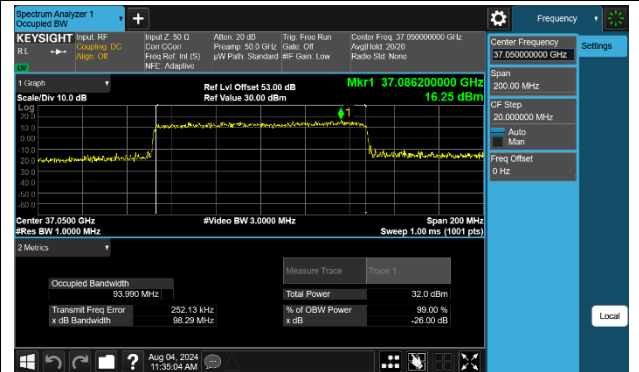 Spectrum Analyzer 1
Occupied BW
Frequency
KEYSIGHT Input: RF
Input Z: 50 Ω
Atten: 20 dB
Trig: Free Run
Center Freq: 37.050000000 GHz
RL
Coupling: DC
Corr CCorr
Preamp: 50.0 GHz
Gate: Off
Avg|Hold: 20/20
Align: Off
Freq Ref: Int (S)
µW Path: Standard
#IF Gain: Low
Radio Std: None
NFE: Adaptive
LW
Center Frequency
37.050000000 GHz
Settings
Span
200.00 MHz
CF Step
20.000000 MHz
Auto
Man
Freq Offset
0 Hz
Local
1 Graph
Ref Lvl Offset 53.00 dB
Mkr1 37.086200000 GHz
Scale/Div 10.0 dB
Ref Value 30.00 dBm
16.25 dBm
Log
20.0
10.0
0.00
-10.0
-20.0
-30.0
-40.0
-50.0
-60.0
1
Center 37.0500 GHz
#Video BW 3.0000 MHz
Span 200 MHz
#Res BW 1.0000 MHz
Sweep 1.00 ms (1001 pts)
2 Metrics
Measure Trace
Trace 1
Occupied Bandwidth
93.990 MHz
Total Power
32.0 dBm
Transmit Freq Error
252.13 kHz
% of OBW Power
99.00 %
x dB Bandwidth
98.29 MHz
x dB
-26.00 dB
Aug 04, 2024
11:35:04 AM